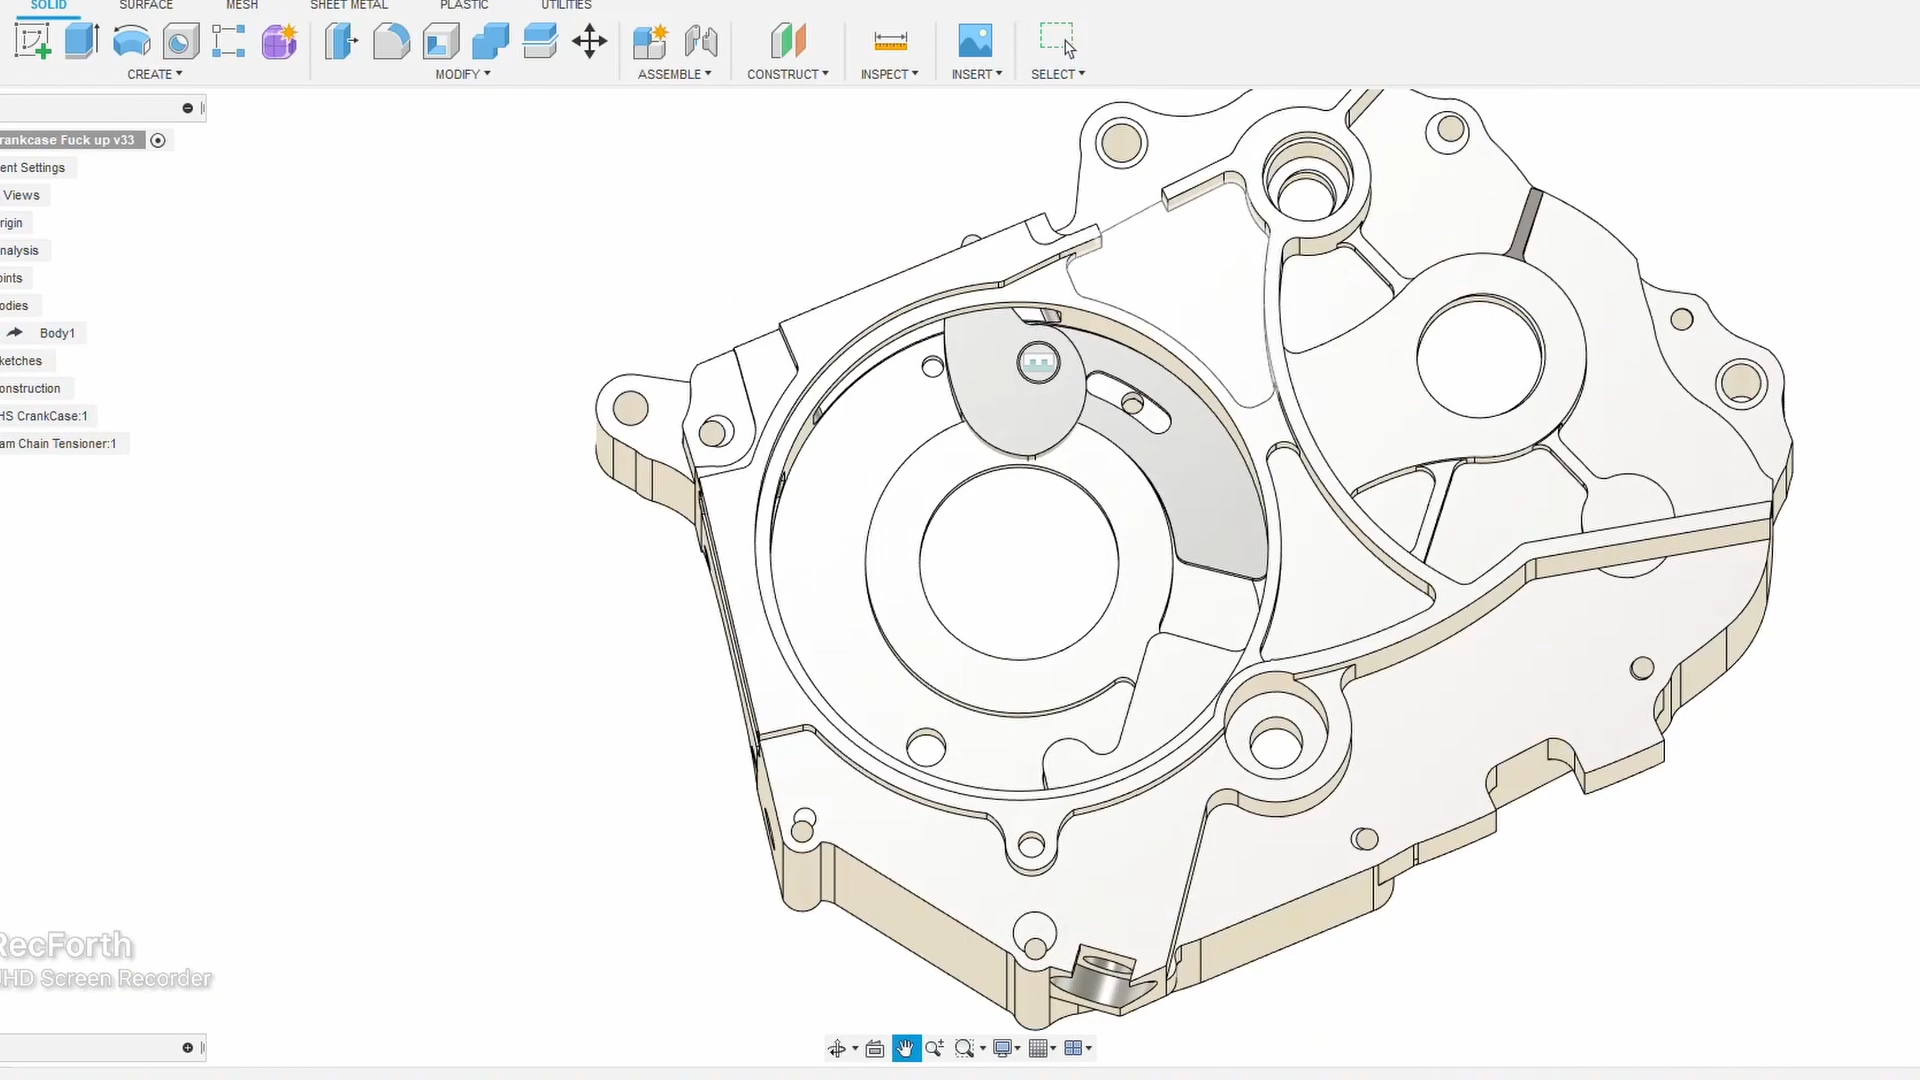 SOLID
SURFACE
MESH
SHEET METAL
PLASTIC
UTILITIES
CREATE
MODIFY
ASSEMBLE
CONSTRUCT
INSPECT
INSERT
SELECT
rankcase Fuck up v33
ent Settings
Views
rigin
nalysis
oints
odies
Body1
ketches
onstruction
HS CrankCase:1
am Chain Tensioner:1
RecForth
UHD Screen Recorder